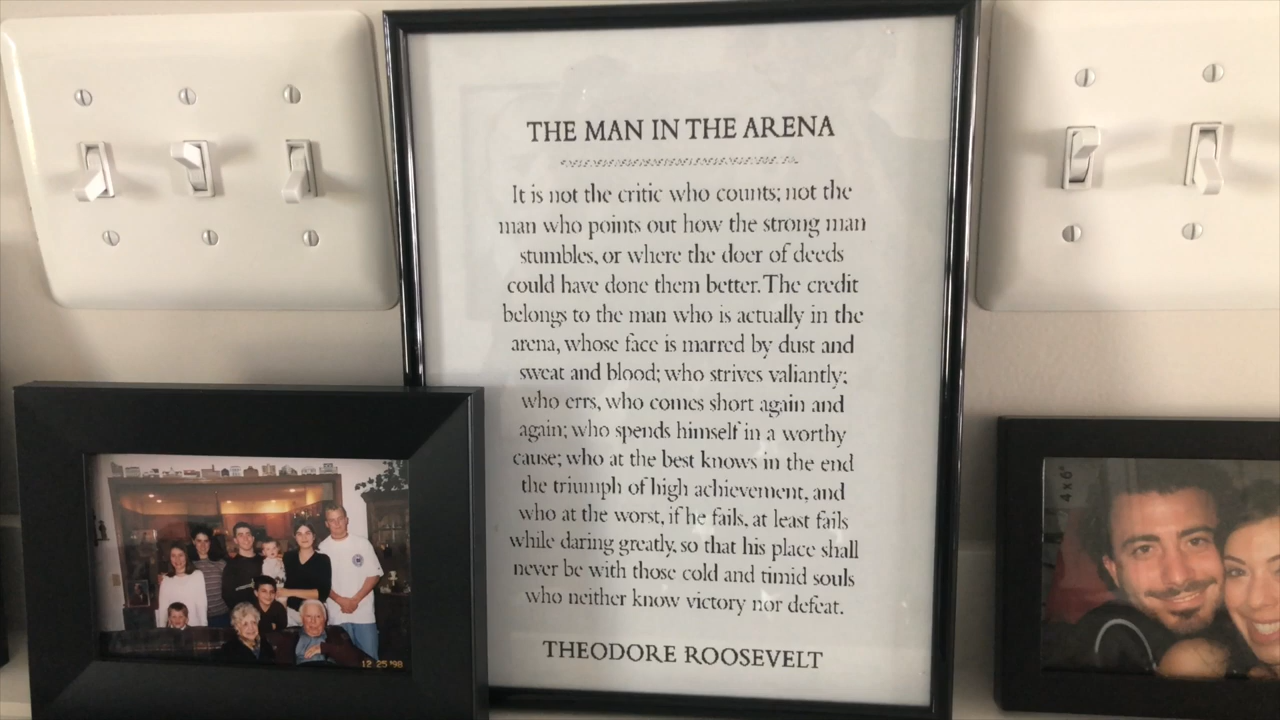 THE MAN IN THE ARENA
It is not the critic who counts; not the
man who points out how the strong man
stumbles, or where the doer of deeds
could have done them better. The credit
belongs to the man who is actually in the
arena, whose face is marred by dust and
sweat and blood; who strives valiantly;
who errs, who comes short again and
again; who spends himself in a worthy
cause; who at the best knows in the end
the triumph of high achievement, and
who at the worst, if he fails, at least fails
while daring greatly, so that his place shall
never be with those cold and timid souls
who neither know victory nor defeat.
THEODORE ROOSEVELT
12 25 '98
4 x 6"